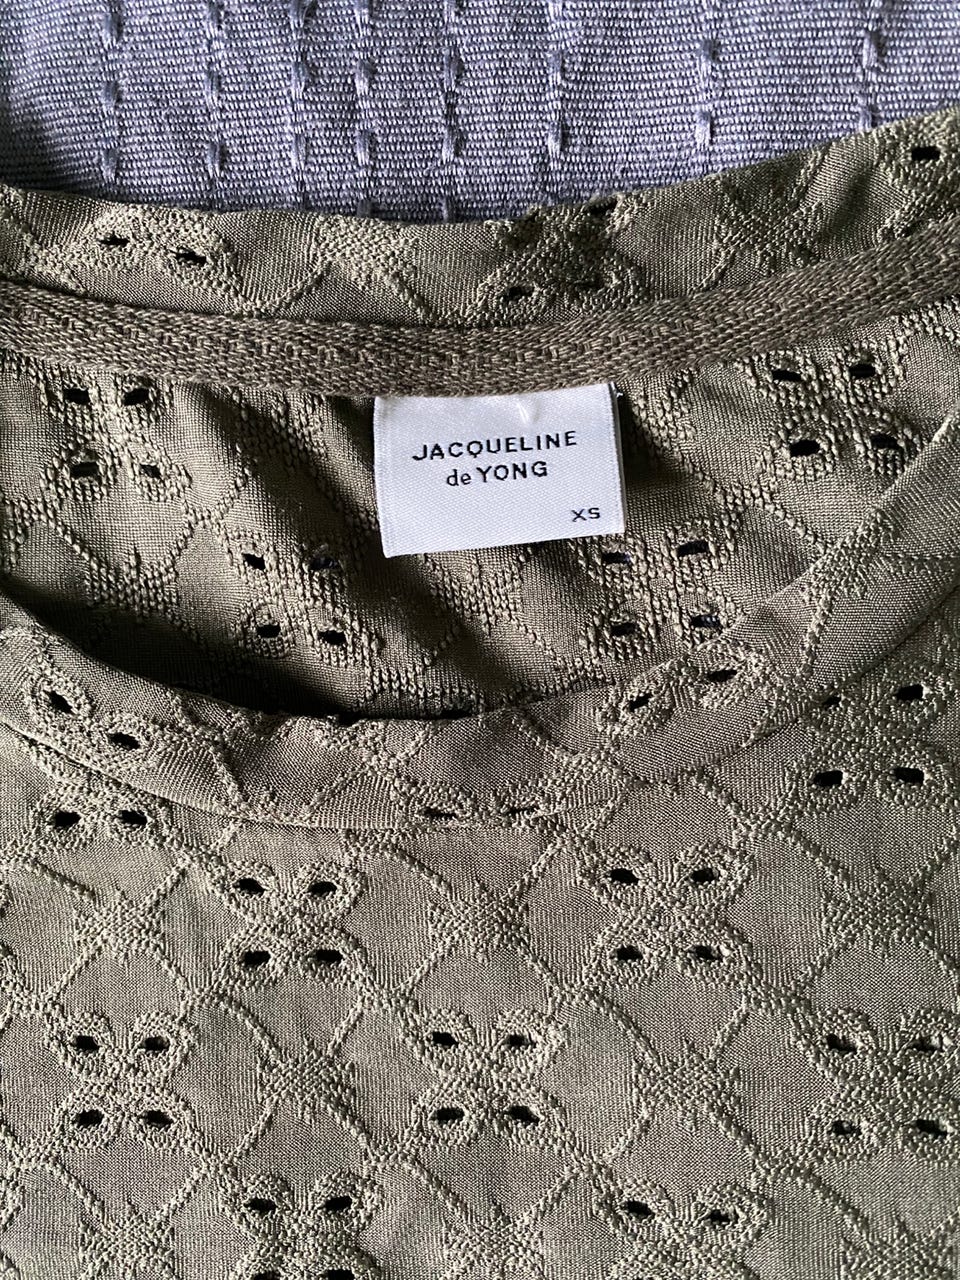 JACQUELINE
de YONG
XS